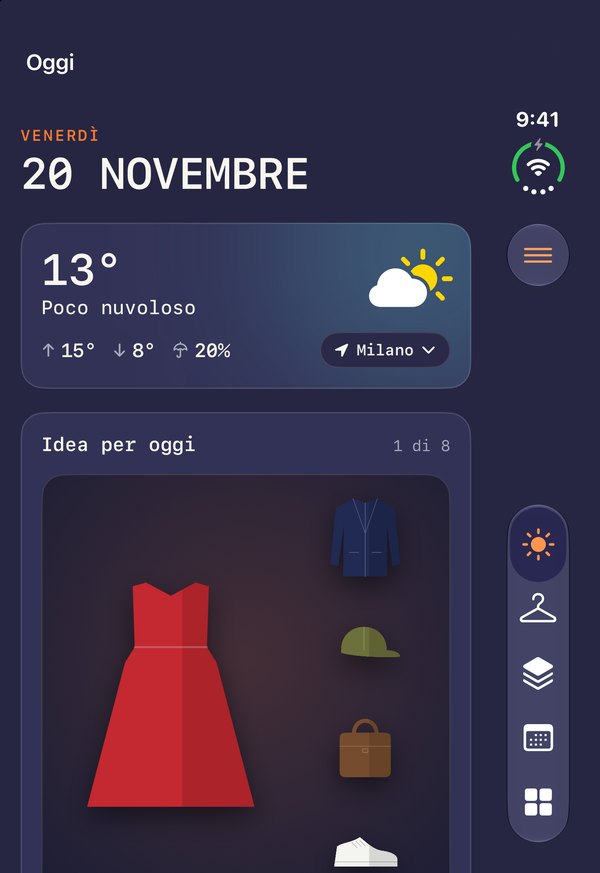 Oggi
9:41
VENERDÌ
20 NOVEMBRE
13°
Poco nuvoloso
15° 8° 20%
Milano
Idea per oggi
1 di 8